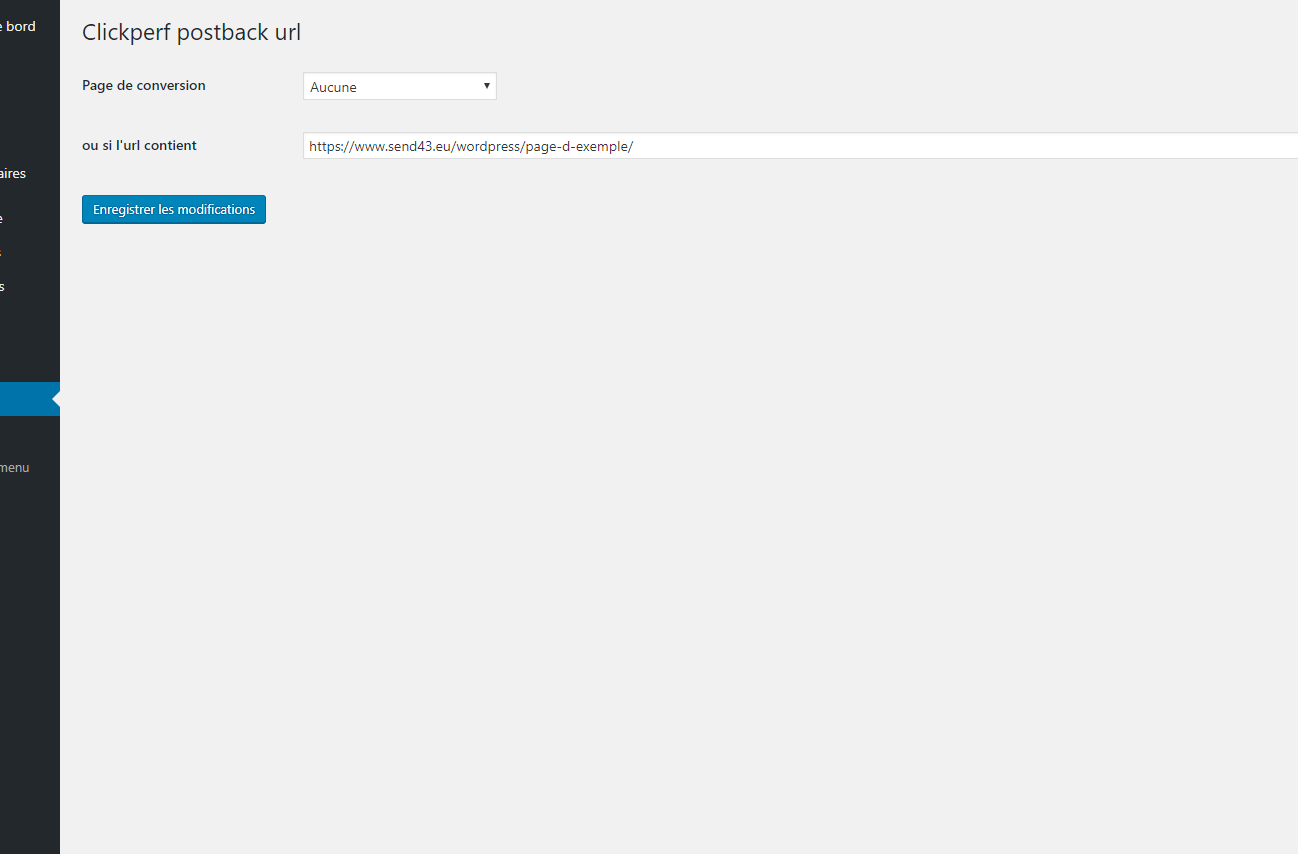 bord
Clickperf postback url
Page de conversion
Aucune
ou si l'url contient
https://www.send43.eu/wordpress/page-d-exemple/
Enregistrer les modifications
menu